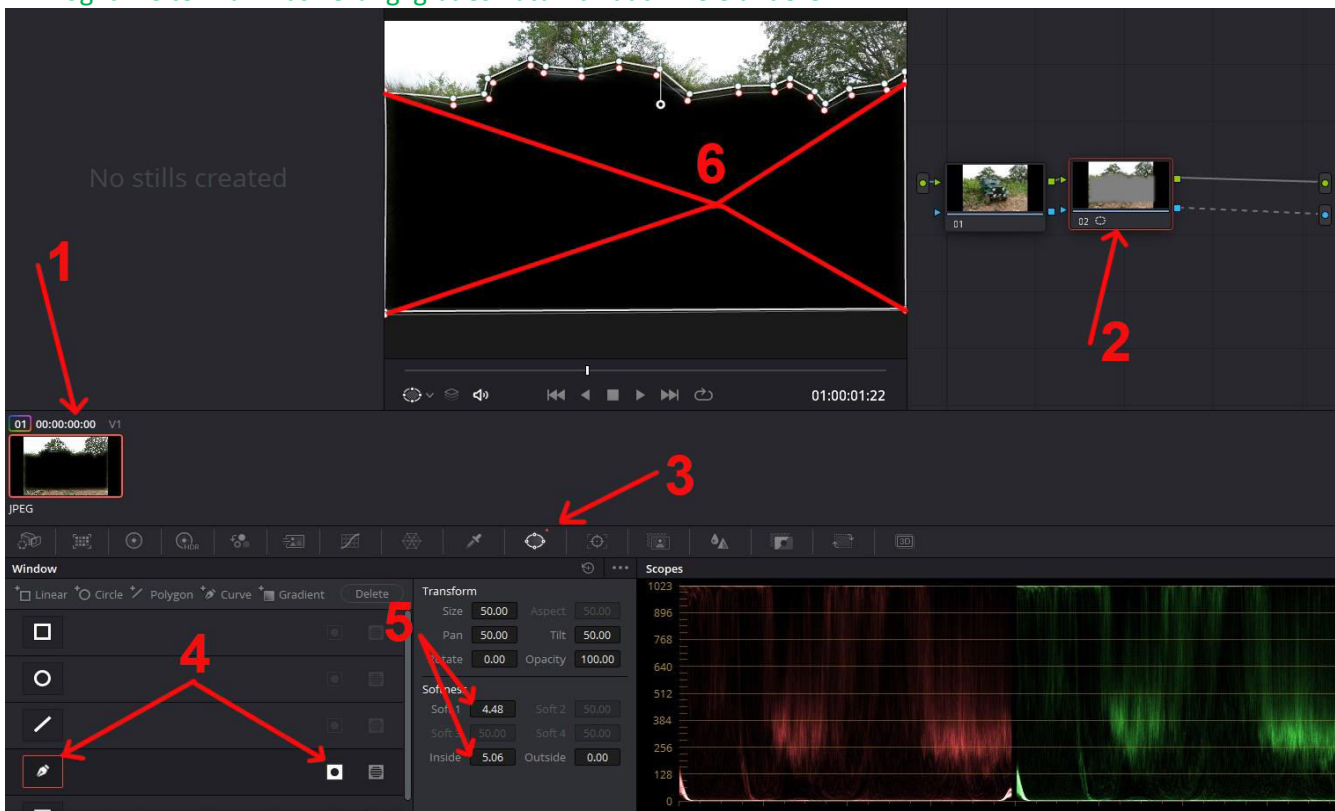 No stills created
1
6
01
02
2
01:00:01:22
01 00:00:00:00 V1
JPEG
3
HDR
3D
Window
Scopes
Linear Circle Polygon Curve Gradient Delete
Transform
Size 50.00 Aspect 50.00
Pan 50.00 Tilt 50.00
Rotate 0.00 Opacity 100.00
4
5
Softness
Soft 1 4.48 Soft 2 50.00
Soft 3 50.00 Soft 4 50.00
Inside 5.06 Outside 0.00
1023
896
768
640
512
384
256
128
0